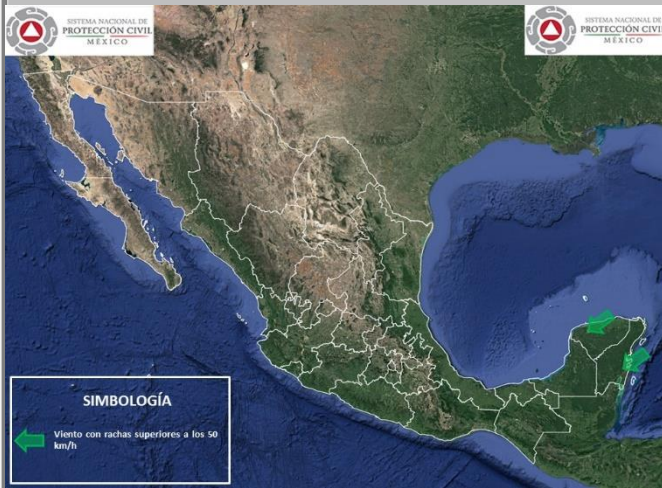 SISTEMA NACIONAL DE
PROTECCIÓN CIVIL
MÉXICO
SISTEMA NACIONAL DE
PROTECCIÓN CIVIL
MÉXICO
SIMBOLOGÍA
Viento con rachas superiores a los 50
km/h